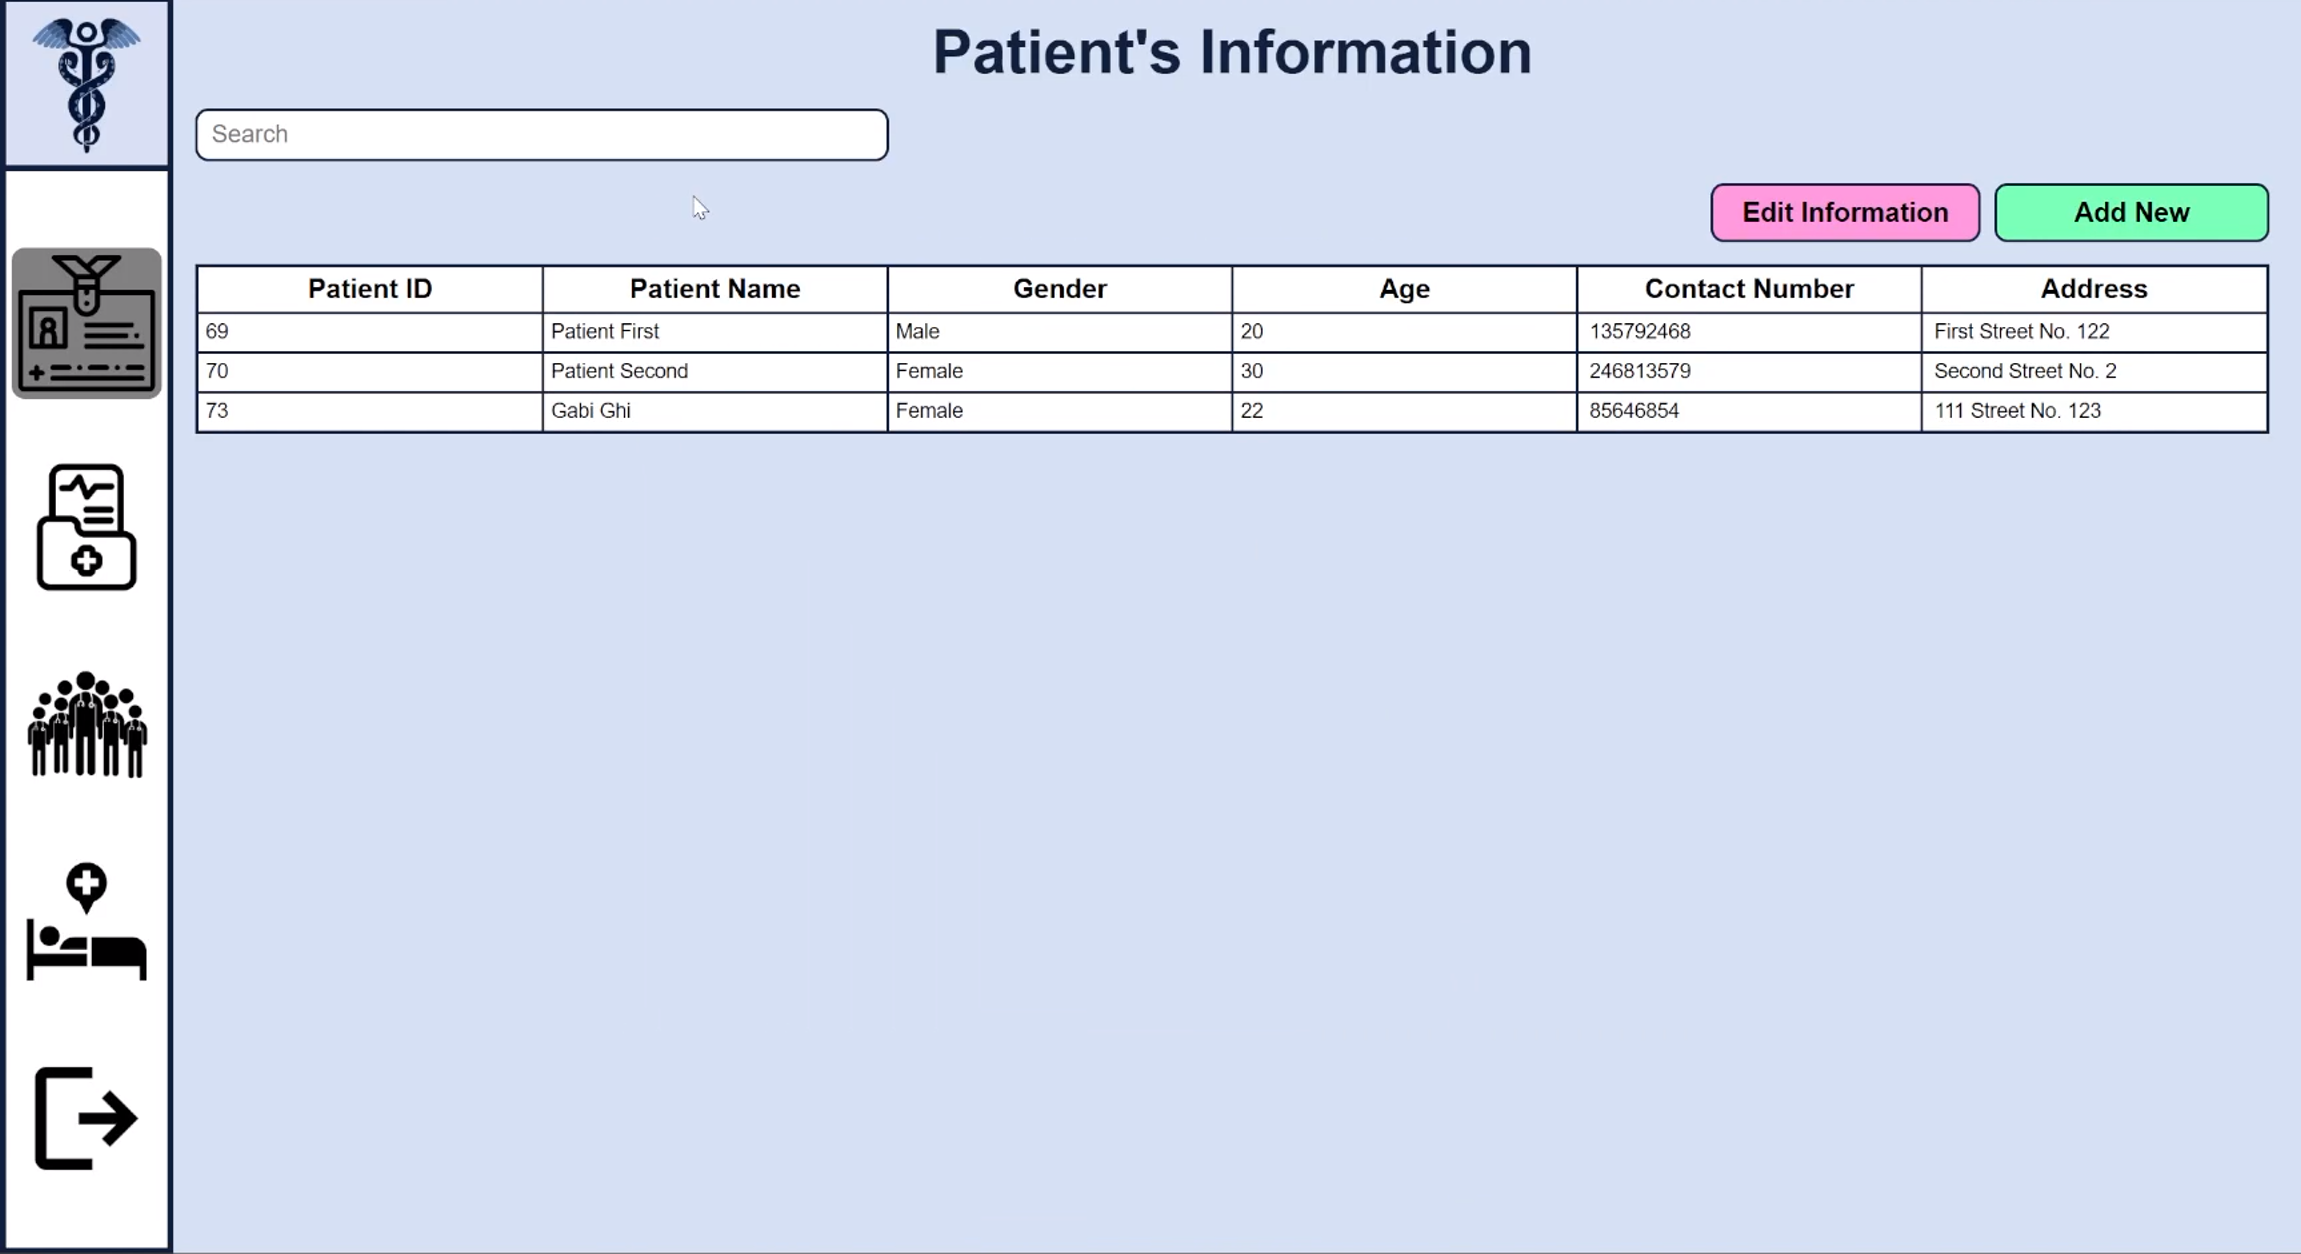 Patient's Information
Search
Edit Information Add New
Patient ID Patient Name Gender Age Contact Number Address
69 Patient First Male 20 135792468 First Street No. 122
70 Patient Second Female 30 246813579 Second Street No. 2
73 Gabi Ghi Female 22 85646854 111 Street No. 123